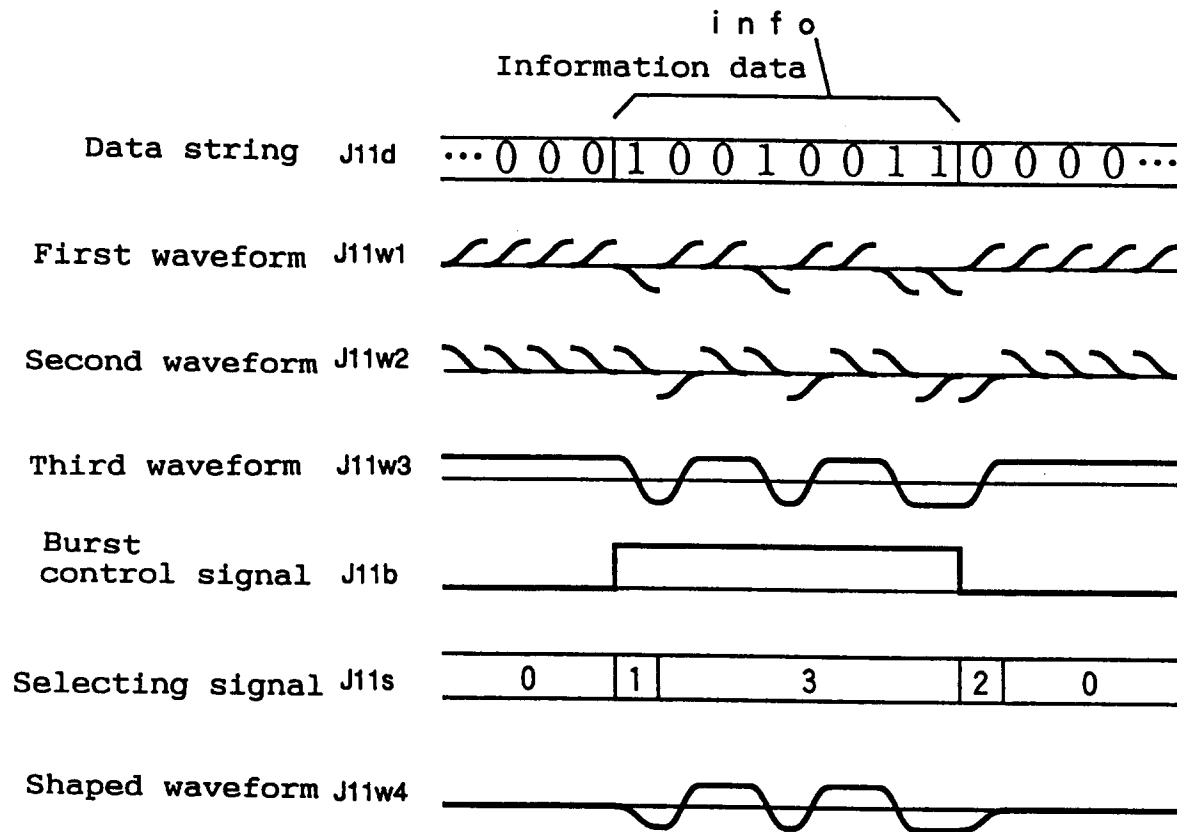 info
Information data
Data string J11d ...0 0 0 1 0 0 1 0 0 1 1 0 0 0 0...
First waveform J11w1
Second waveform J11w2
Third waveform J11w3
Burst
control signal J11b
Selecting signal J11s 0 1 3 2 0
Shaped waveform J11w4